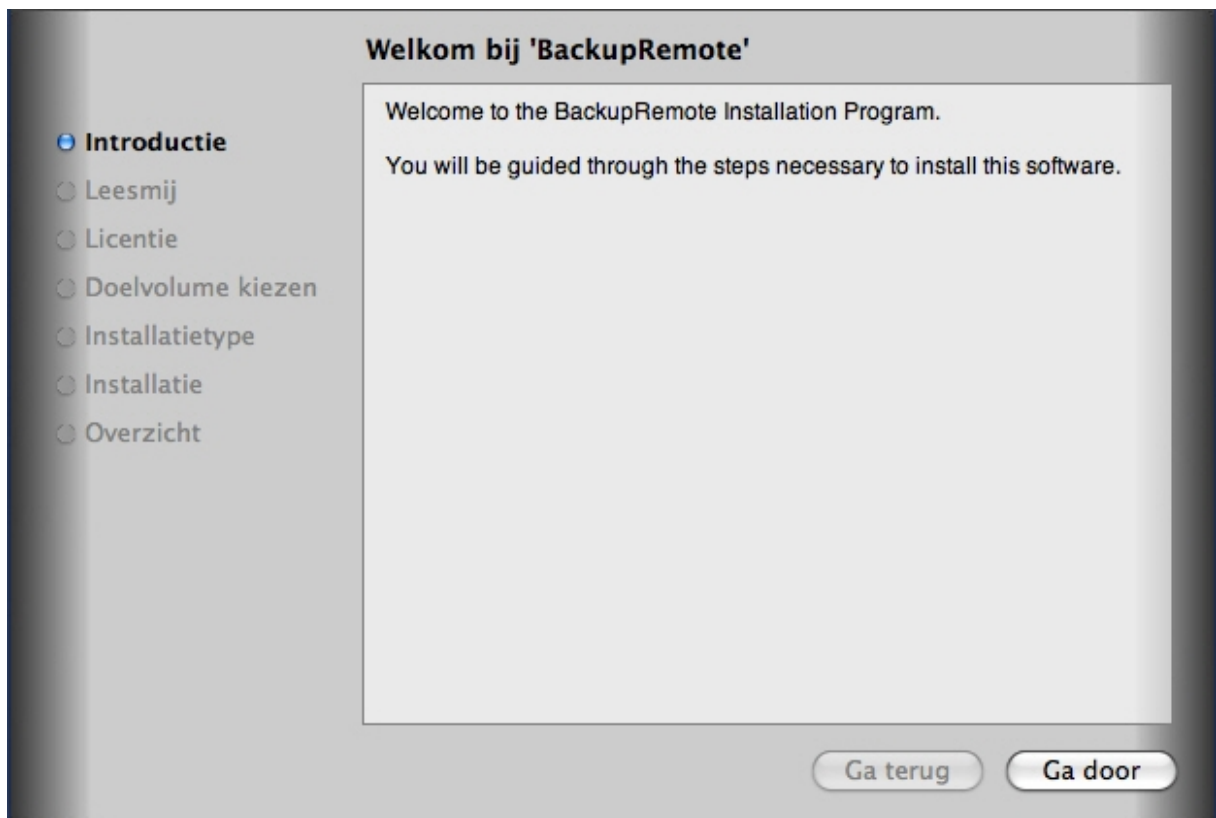 Welkom bij 'BackupRemote'
Introductie
Leesmij
Licentie
Doelvolume kiezen
Installatietype
Installatie
Overzicht
Welcome to the BackupRemote Installation Program.
You will be guided through the steps necessary to install this software.
Ga terug
Ga door